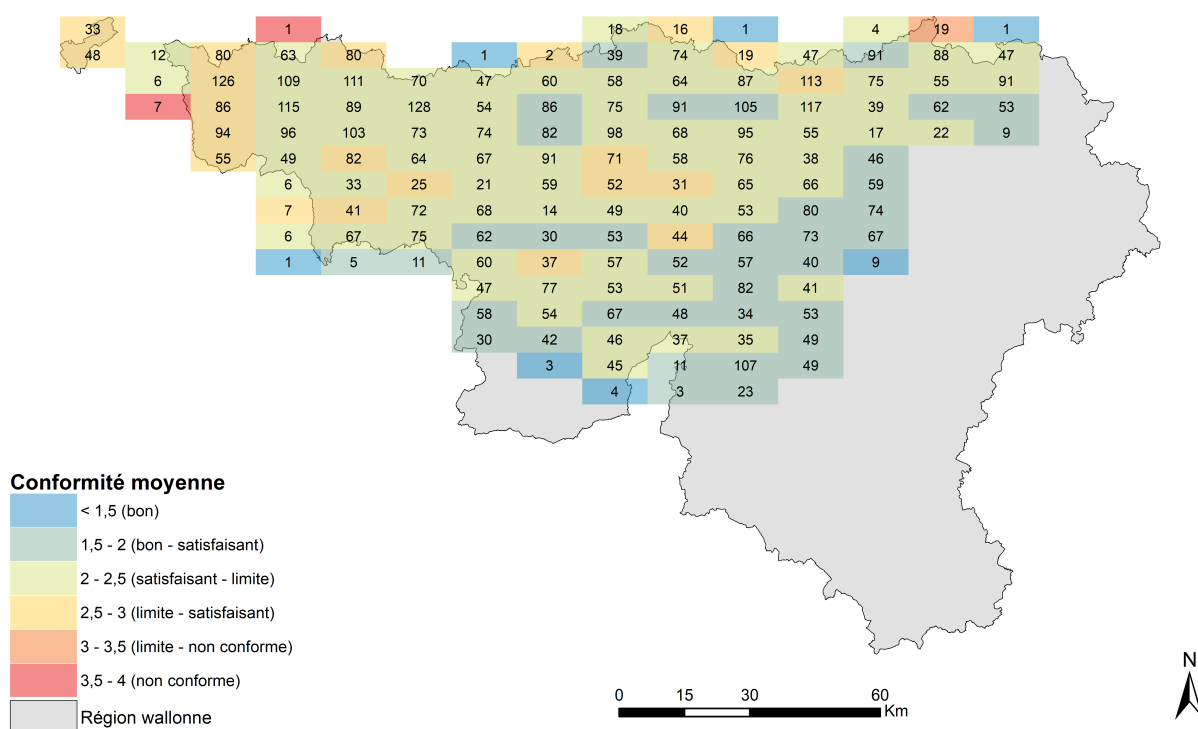 33 1 18 16 1 4 19 1
48 12 80 63 80 1 2 39 74 19 47 91 88 47
6 126 109 111 70 47 60 58 64 87 113 75 55 91
7 86 115 89 128 54 86 75 91 105 117 39 62 53
94 96 103 73 74 82 98 68 95 55 17 22 9
55 49 82 64 67 91 71 58 76 38 46
6 33 25 21 59 52 31 65 66 59
7 41 72 68 14 49 40 53 80 74
6 67 75 62 30 53 44 66 73 67
1 5 11 60 37 57 52 57 40 9
47 77 53 51 82 41
58 54 67 48 34 53
30 42 46 37 35 49
3 45 11 107 49
4 3 23
Conformité moyenne
< 1,5 (bon)
1,5 - 2 (bon - satisfaisant)
2 - 2,5 (satisfaisant - limite)
2,5 - 3 (limite - satisfaisant)
3 - 3,5 (limite - non conforme)
3,5 - 4 (non conforme)
Région wallonne
0 15 30 60
Km
N